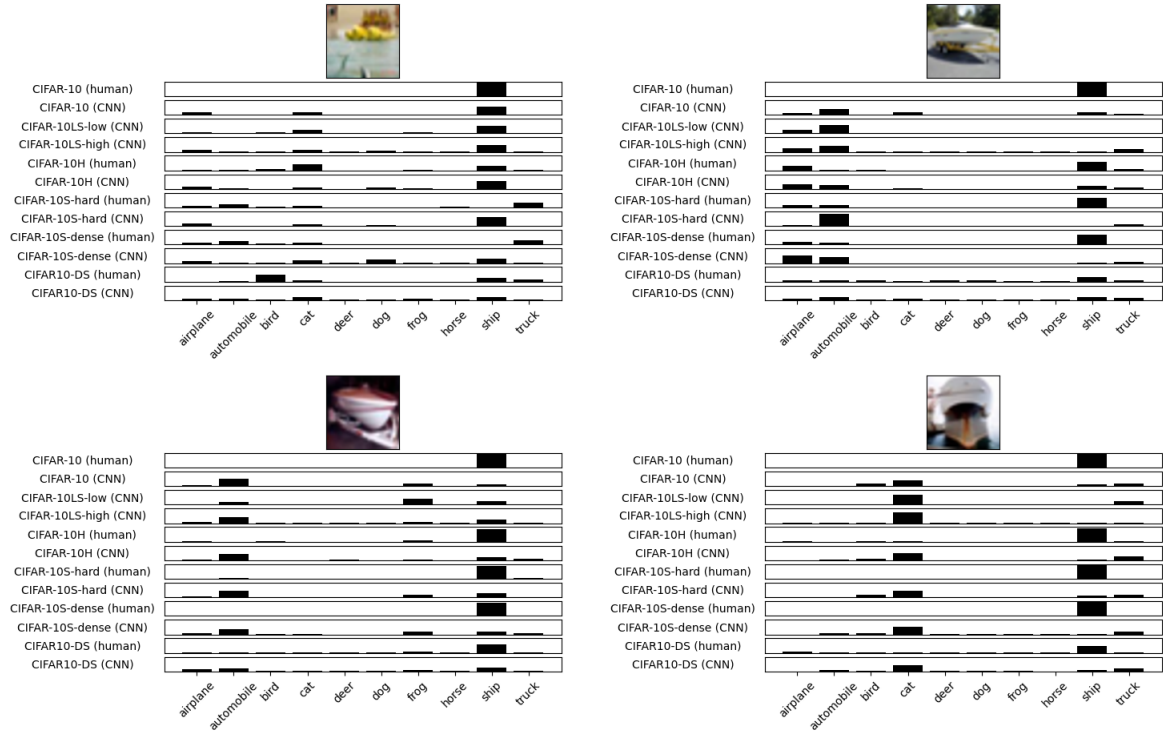 CIFAR-10 (human)
CIFAR-10 (CNN)
CIFAR-10LS-low (CNN)
CIFAR-10LS-high (CNN)
CIFAR-10H (human)
CIFAR-10H (CNN)
CIFAR-10S-hard (human)
CIFAR-10S-hard (CNN)
CIFAR-10S-dense (human)
CIFAR-10S-dense (CNN)
CIFAR10-DS (human)
CIFAR10-DS (CNN)
airplane automobile bird cat deer dog frog horse ship truck
CIFAR-10 (human)
CIFAR-10 (CNN)
CIFAR-10LS-low (CNN)
CIFAR-10LS-high (CNN)
CIFAR-10H (human)
CIFAR-10H (CNN)
CIFAR-10S-hard (human)
CIFAR-10S-hard (CNN)
CIFAR-10S-dense (human)
CIFAR-10S-dense (CNN)
CIFAR10-DS (human)
CIFAR10-DS (CNN)
airplane automobile bird cat deer dog frog horse ship truck
CIFAR-10 (human)
CIFAR-10 (CNN)
CIFAR-10LS-low (CNN)
CIFAR-10LS-high (CNN)
CIFAR-10H (human)
CIFAR-10H (CNN)
CIFAR-10S-hard (human)
CIFAR-10S-hard (CNN)
CIFAR-10S-dense (human)
CIFAR-10S-dense (CNN)
CIFAR10-DS (human)
CIFAR10-DS (CNN)
airplane automobile bird cat deer dog frog horse ship truck
CIFAR-10 (human)
CIFAR-10 (CNN)
CIFAR-10LS-low (CNN)
CIFAR-10LS-high (CNN)
CIFAR-10H (human)
CIFAR-10H (CNN)
CIFAR-10S-hard (human)
CIFAR-10S-hard (CNN)
CIFAR-10S-dense (human)
CIFAR-10S-dense (CNN)
CIFAR10-DS (human)
CIFAR10-DS (CNN)
airplane automobile bird cat deer dog frog horse ship truck